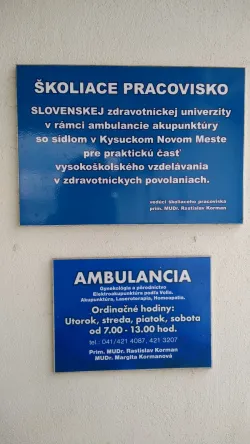 ŠKOLIACE PRACOVISKO
SLOVENSKEJ zdravotníckej univerzity
v rámci ambulancie akupunktúry
so sídlom v Kysuckom Novom Meste
pre praktickú časť
vysokoškolského vzdelávania
v zdravotníckych povolaniach.
vedúci školiaceho pracoviska
prim. MUDr. Rastislav Korman
AMBULANCIA
Gynekológia a pôrodníctvo
Elektroakupunktúra podľa Volla.
Akupunktúra, Laseroterapia, Homeopatia.
Ordinačné hodiny:
Utorok, streda, piatok, sobota
od 7.00 - 13.00 hod.
tel.: 041/421 4087, 421 3207
Prim. MUDr. Rastislav Korman
MUDr. Margita Kormanová